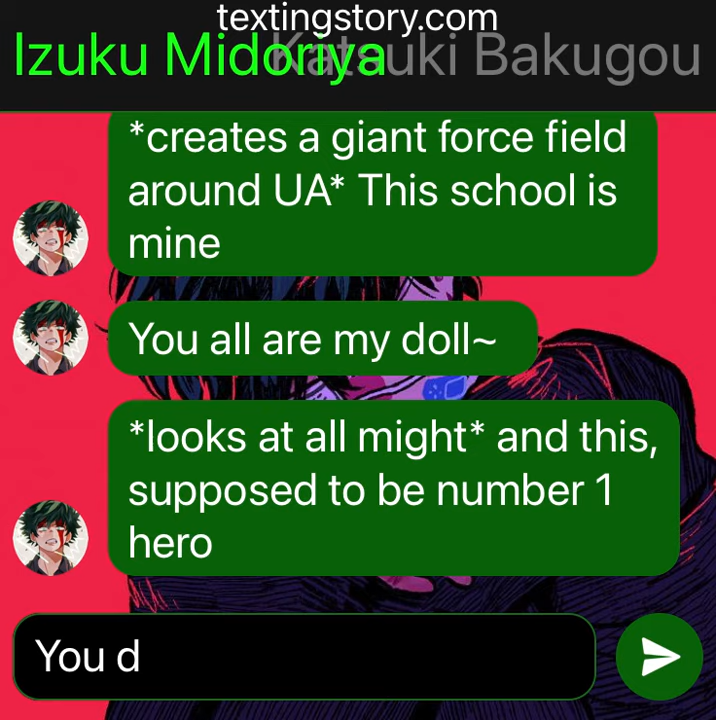 textingstory.com
Izuku Midoriya Katsuki Bakugou
*creates a giant force field
around UA* This school is
mine
You all are my doll~
*looks at all might* and this,
supposed to be number 1
hero
You d